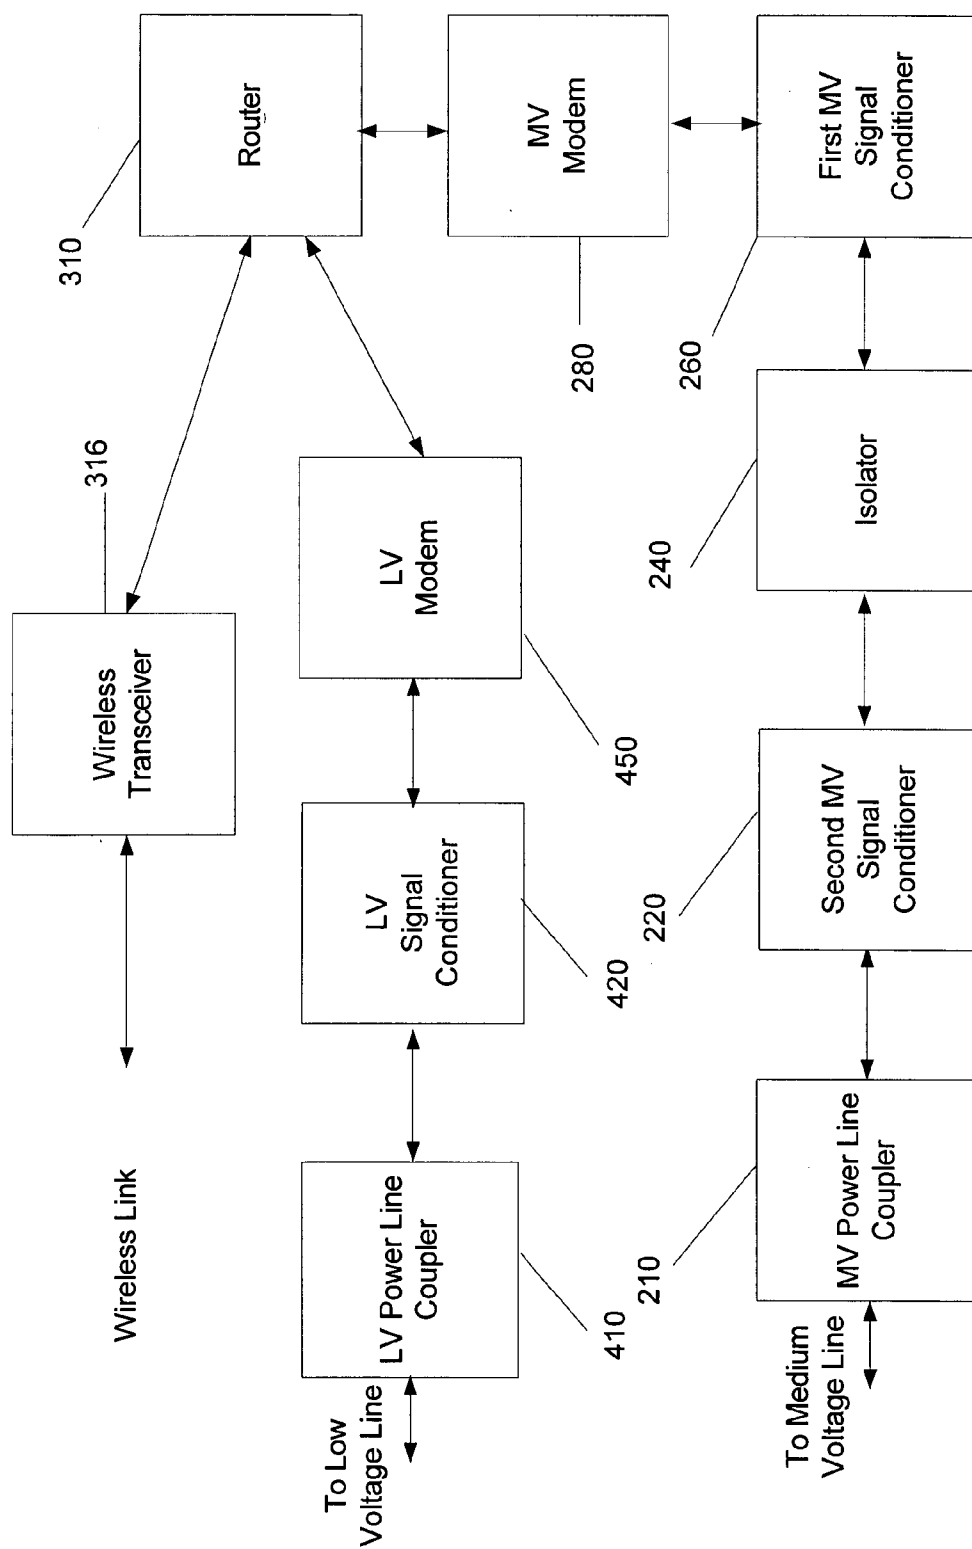 Wireless Link
Wireless
Transceiver
316
310
Router
To Low
Voltage Line
LV Power Line
Coupler
410
LV
Signal
Conditioner
420
LV
Modem
450
MV
Modem
280
To Medium
Voltage Line
MV Power Line
Coupler
210
Second MV
Signal
Conditioner
220
Isolator
240
First MV
Signal
Conditioner
260